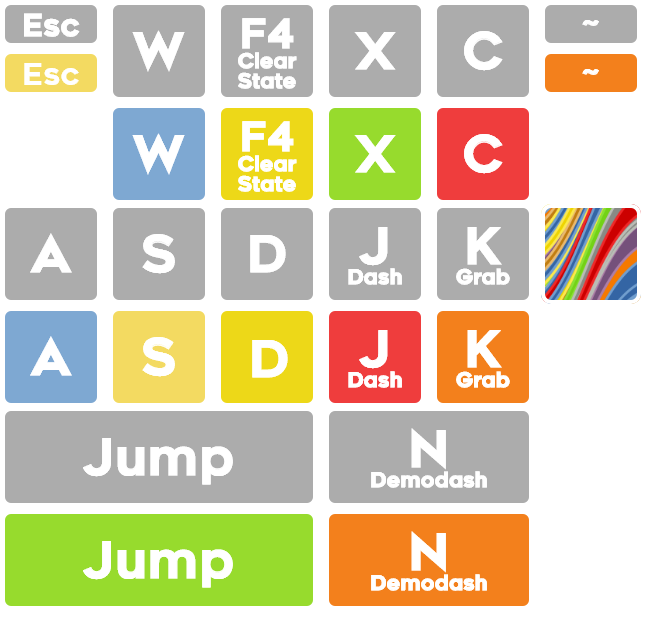 Esc
W
F4
Clear
State
X
C
~
Esc
~
W
F4
Clear
State
X
C
A
S
D
J
Dash
K
Grab
A
S
D
J
Dash
K
Grab
Jump
N
Demodash
Jump
N
Demodash